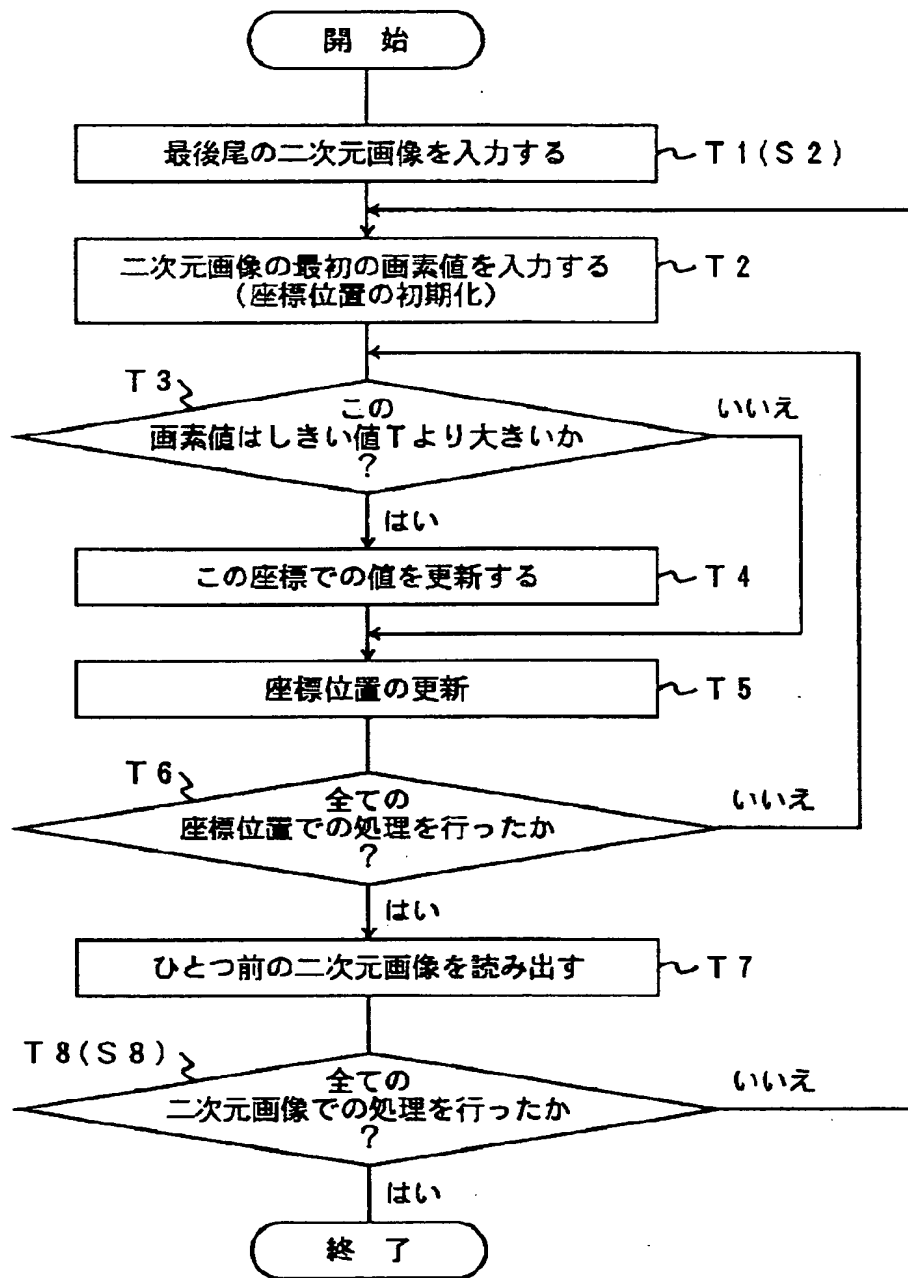 開 始
最後尾の二次元画像を入力する
T1(S2)
二次元画像の最初の画素値を入力する
(座標位置の初期化)
T2
T3
この
画素値はしきい値Tより大きいか
?
いいえ
はい
この座標での値を更新する
T4
座標位置の更新
T5
T6
全ての
座標位置での処理を行ったか
?
いいえ
はい
ひとつ前の二次元画像を読み出す
T7
T8(S8)
全ての
二次元画像での処理を行ったか
?
いいえ
はい
終 了